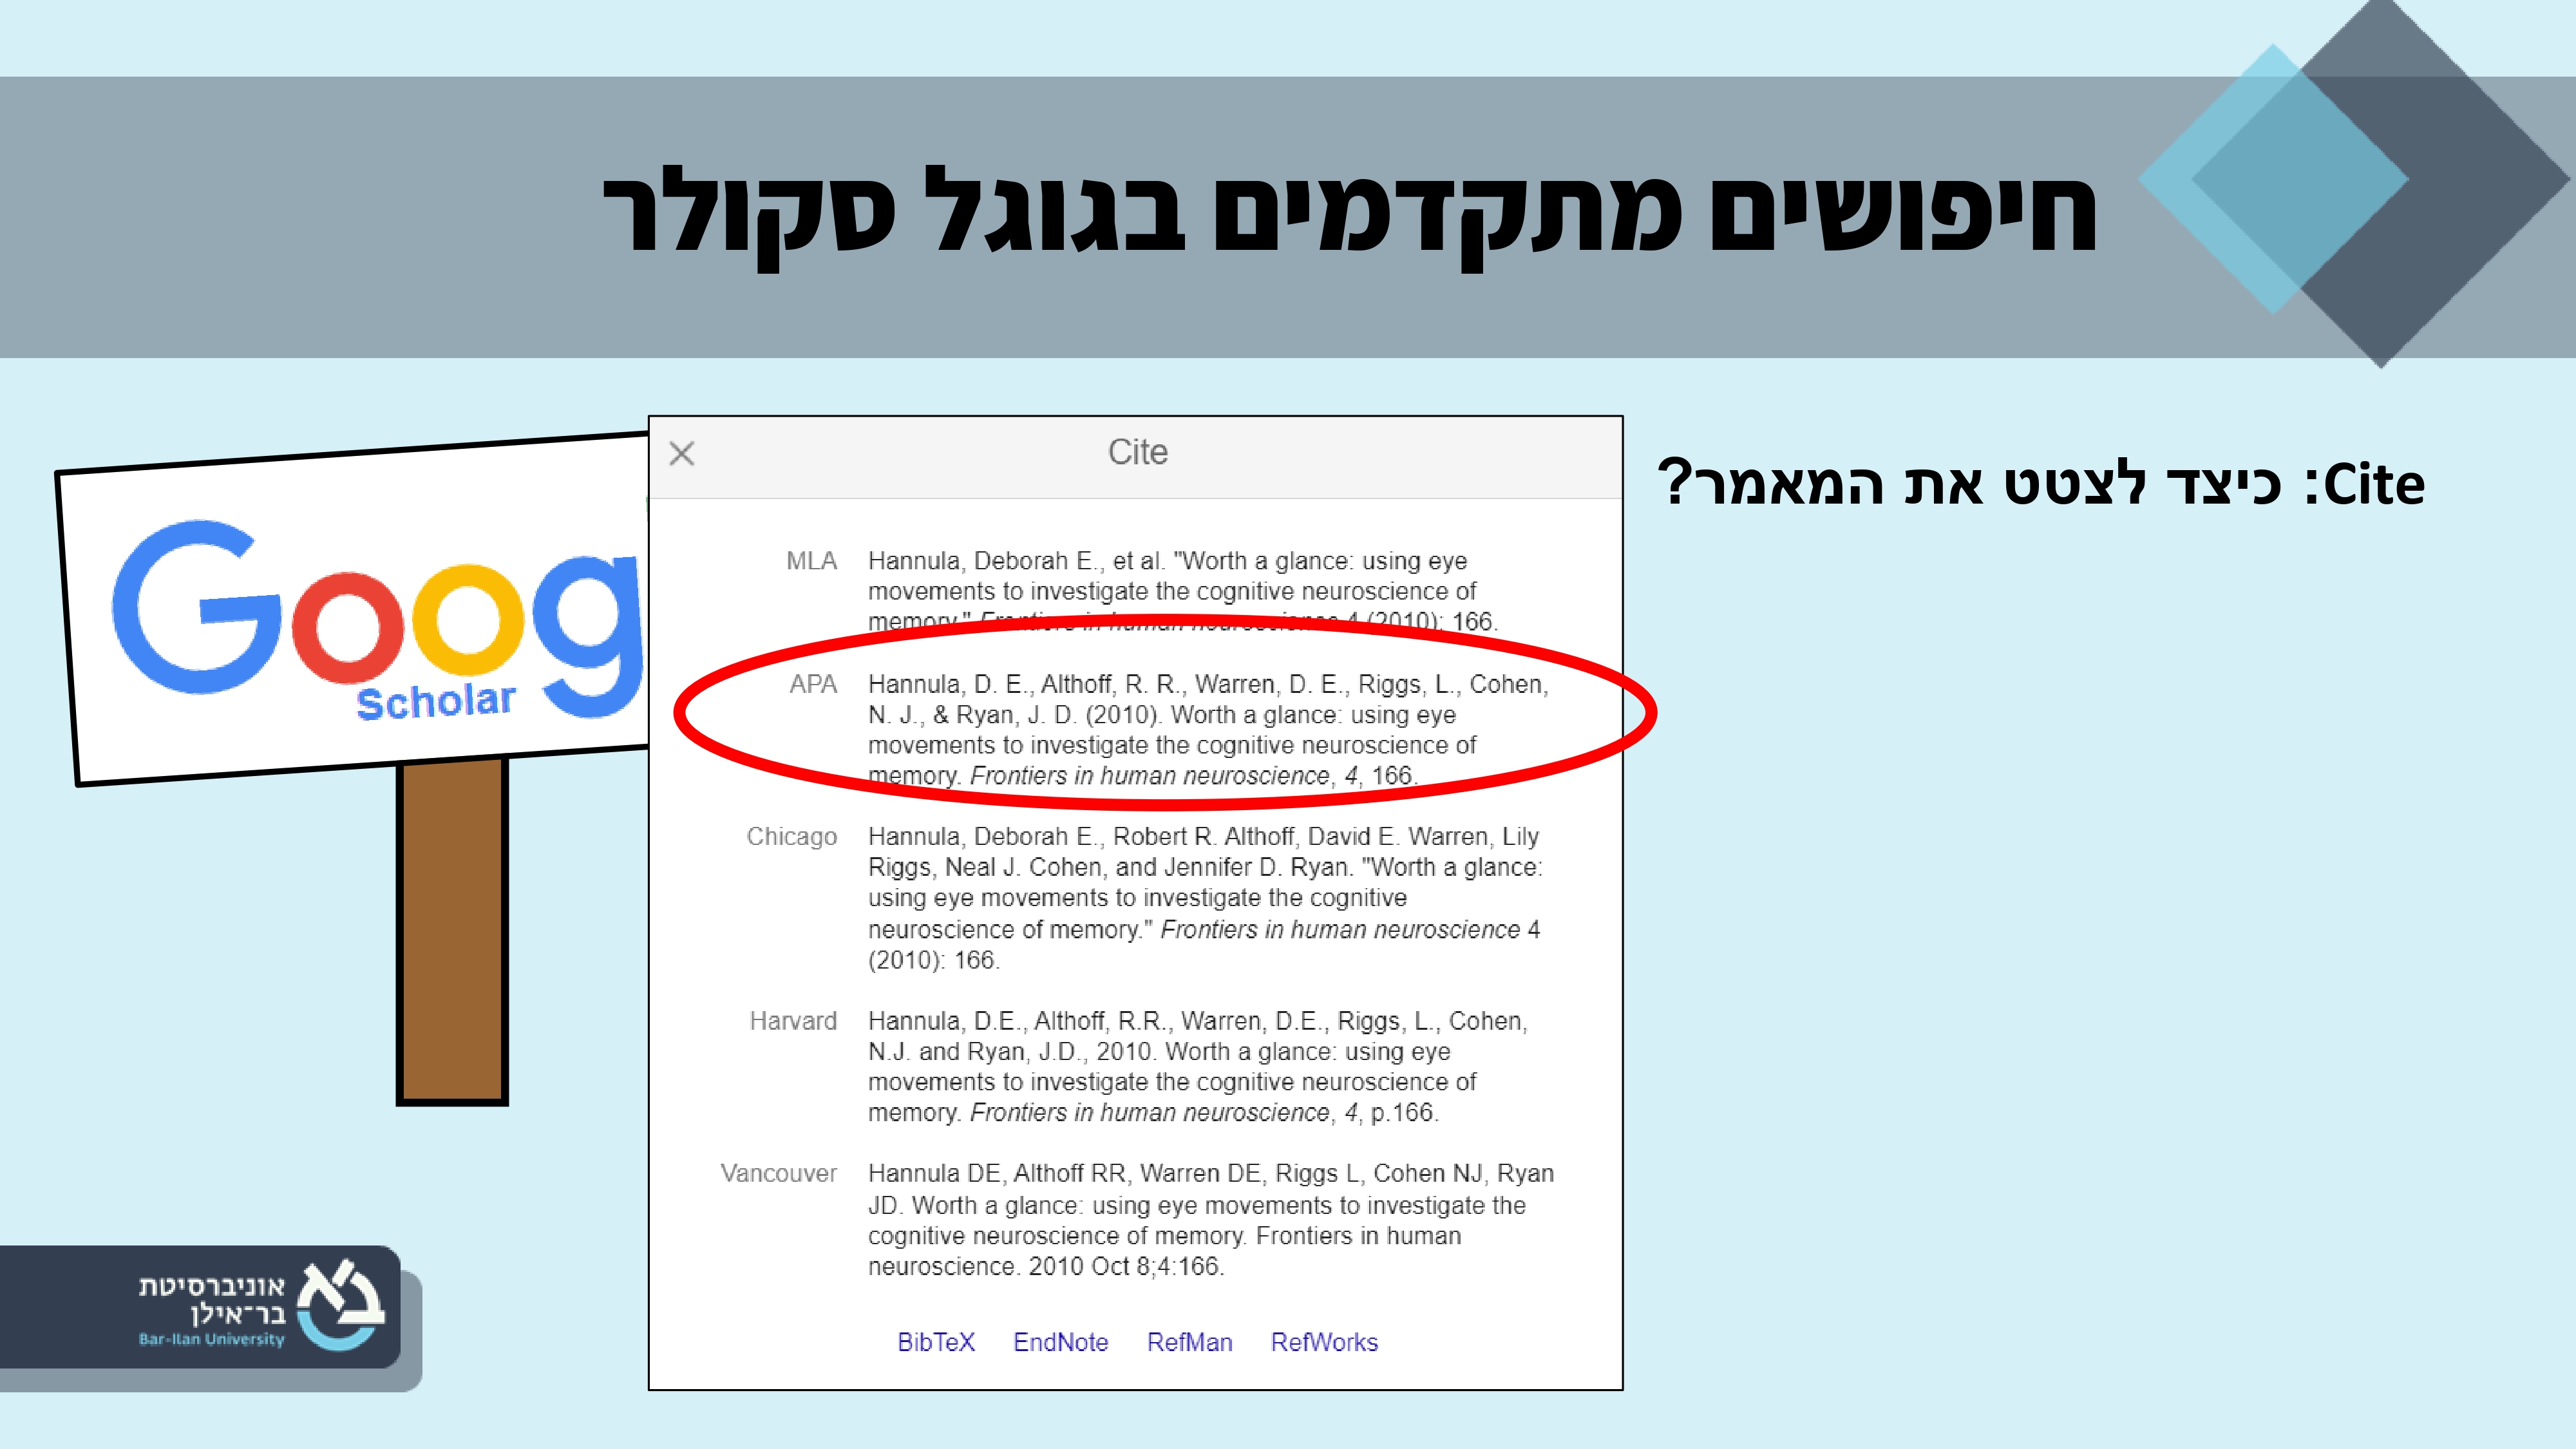 חיפושים מתקדמים בגוגל סקולר
Cite: כיצד לצטט את המאמר?
Goog
Scholar
Cite
MLA Hannula, Deborah E., et al. "Worth a glance: using eye
movements to investigate the cognitive neuroscience of
memory." Frontiers in human neuroscience 4 (2010): 166.
APA Hannula, D. E., Althoff, R. R., Warren, D. E., Riggs, L., Cohen,
N. J., & Ryan, J. D. (2010). Worth a glance: using eye
movements to investigate the cognitive neuroscience of
memory. Frontiers in human neuroscience, 4, 166.
Chicago Hannula, Deborah E., Robert R. Althoff, David E. Warren, Lily
Riggs, Neal J. Cohen, and Jennifer D. Ryan. "Worth a glance:
using eye movements to investigate the cognitive
neuroscience of memory." Frontiers in human neuroscience 4
(2010): 166.
Harvard Hannula, D.E., Althoff, R.R., Warren, D.E., Riggs, L., Cohen,
N.J. and Ryan, J.D., 2010. Worth a glance: using eye
movements to investigate the cognitive neuroscience of
memory. Frontiers in human neuroscience, 4, p.166.
Vancouver Hannula DE, Althoff RR, Warren DE, Riggs L, Cohen NJ, Ryan
JD. Worth a glance: using eye movements to investigate the
cognitive neuroscience of memory. Frontiers in human
neuroscience. 2010 Oct 8;4:166.
BibTeX EndNote RefMan RefWorks
אוניברסיטת
בר־אילן
Bar-Ilan University